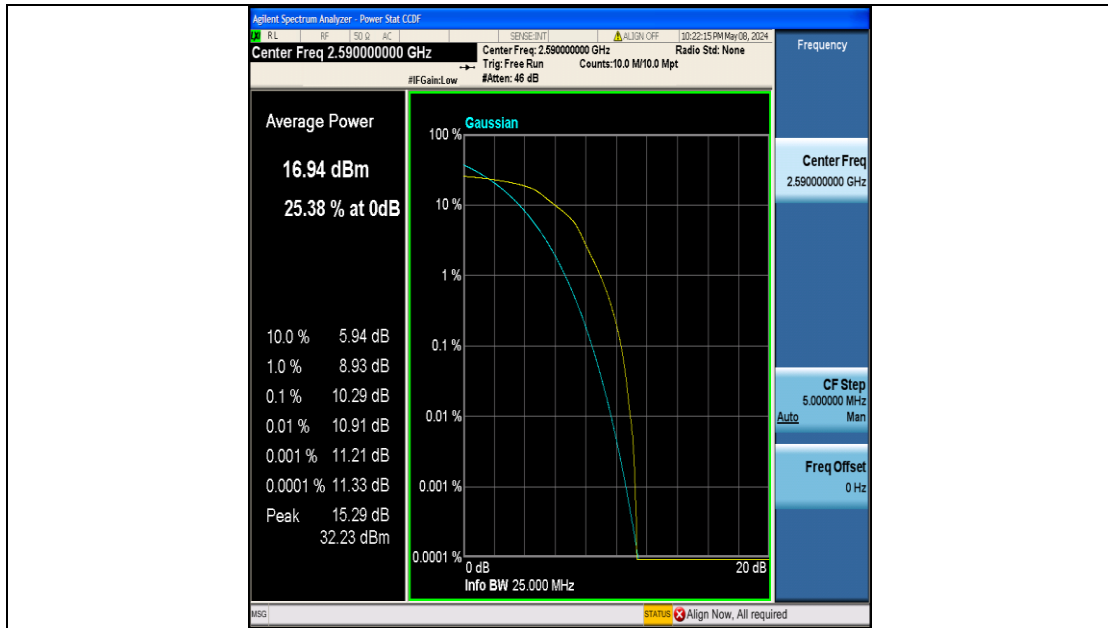 Agilent Spectrum Analyzer - Power Stat CCDF
RL RF 50 Ω AC SENSE:INT ALIGN OFF 10:22:15 PM May 08, 2024
Center Freq 2.590000000 GHz Center Freq: 2.590000000 GHz Radio Std: None
Trig: Free Run Counts:10.0 M/10.0 Mpt
#IFGain:Low #Atten: 46 dB
Frequency
Average Power
16.94 dBm
25.38 % at 0dB
10.0 % 5.94 dB
1.0 % 8.93 dB
0.1 % 10.29 dB
0.01 % 10.91 dB
0.001 % 11.21 dB
0.0001 % 11.33 dB
Peak 15.29 dB
32.23 dBm
Gaussian
100 %
10 %
1 %
0.1 %
0.01 %
0.001 %
0.0001 %
0 dB 20 dB
Info BW 25.000 MHz
Center Freq
2.590000000 GHz
CF Step
5.000000 MHz
Auto Man
Freq Offset
0 Hz
MSG STATUS Align Now, All required